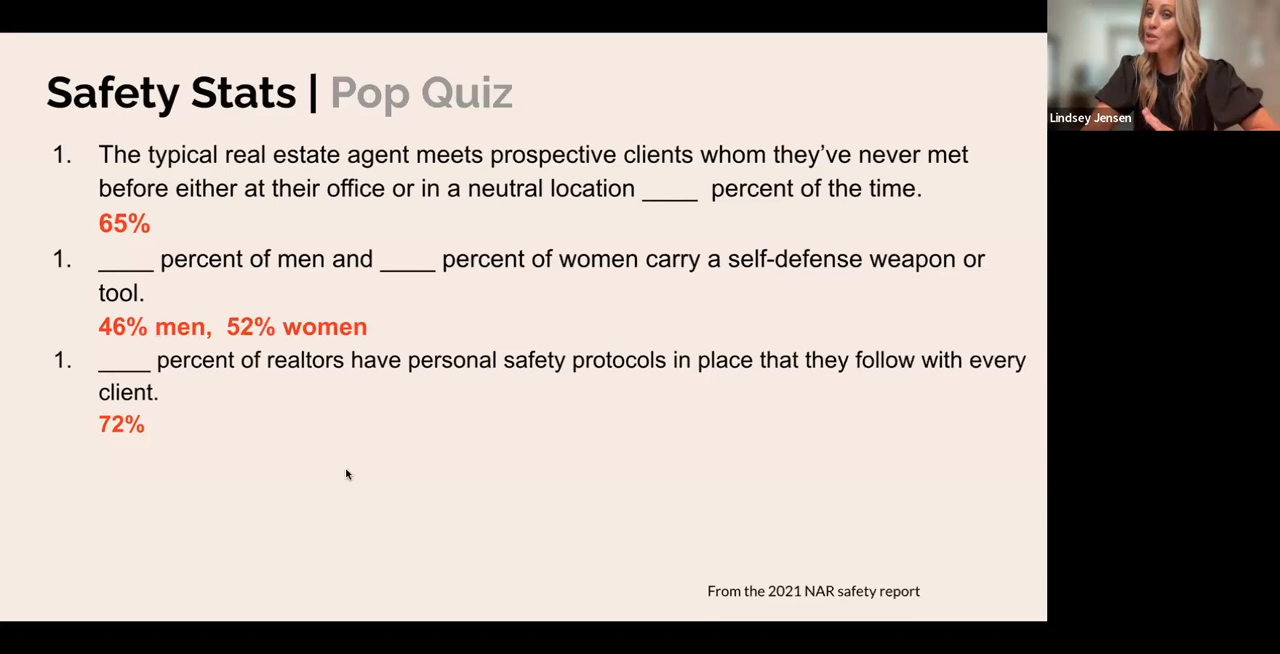 Safety Stats | Pop Quiz
Lindsey Jensen
1. The typical real estate agent meets prospective clients whom they’ve never met
before either at their office or in a neutral location ____ percent of the time.
65%
1. ____ percent of men and ____ percent of women carry a self-defense weapon or
tool.
46% men, 52% women
1. ____ percent of realtors have personal safety protocols in place that they follow with every
client.
72%
From the 2021 NAR safety report